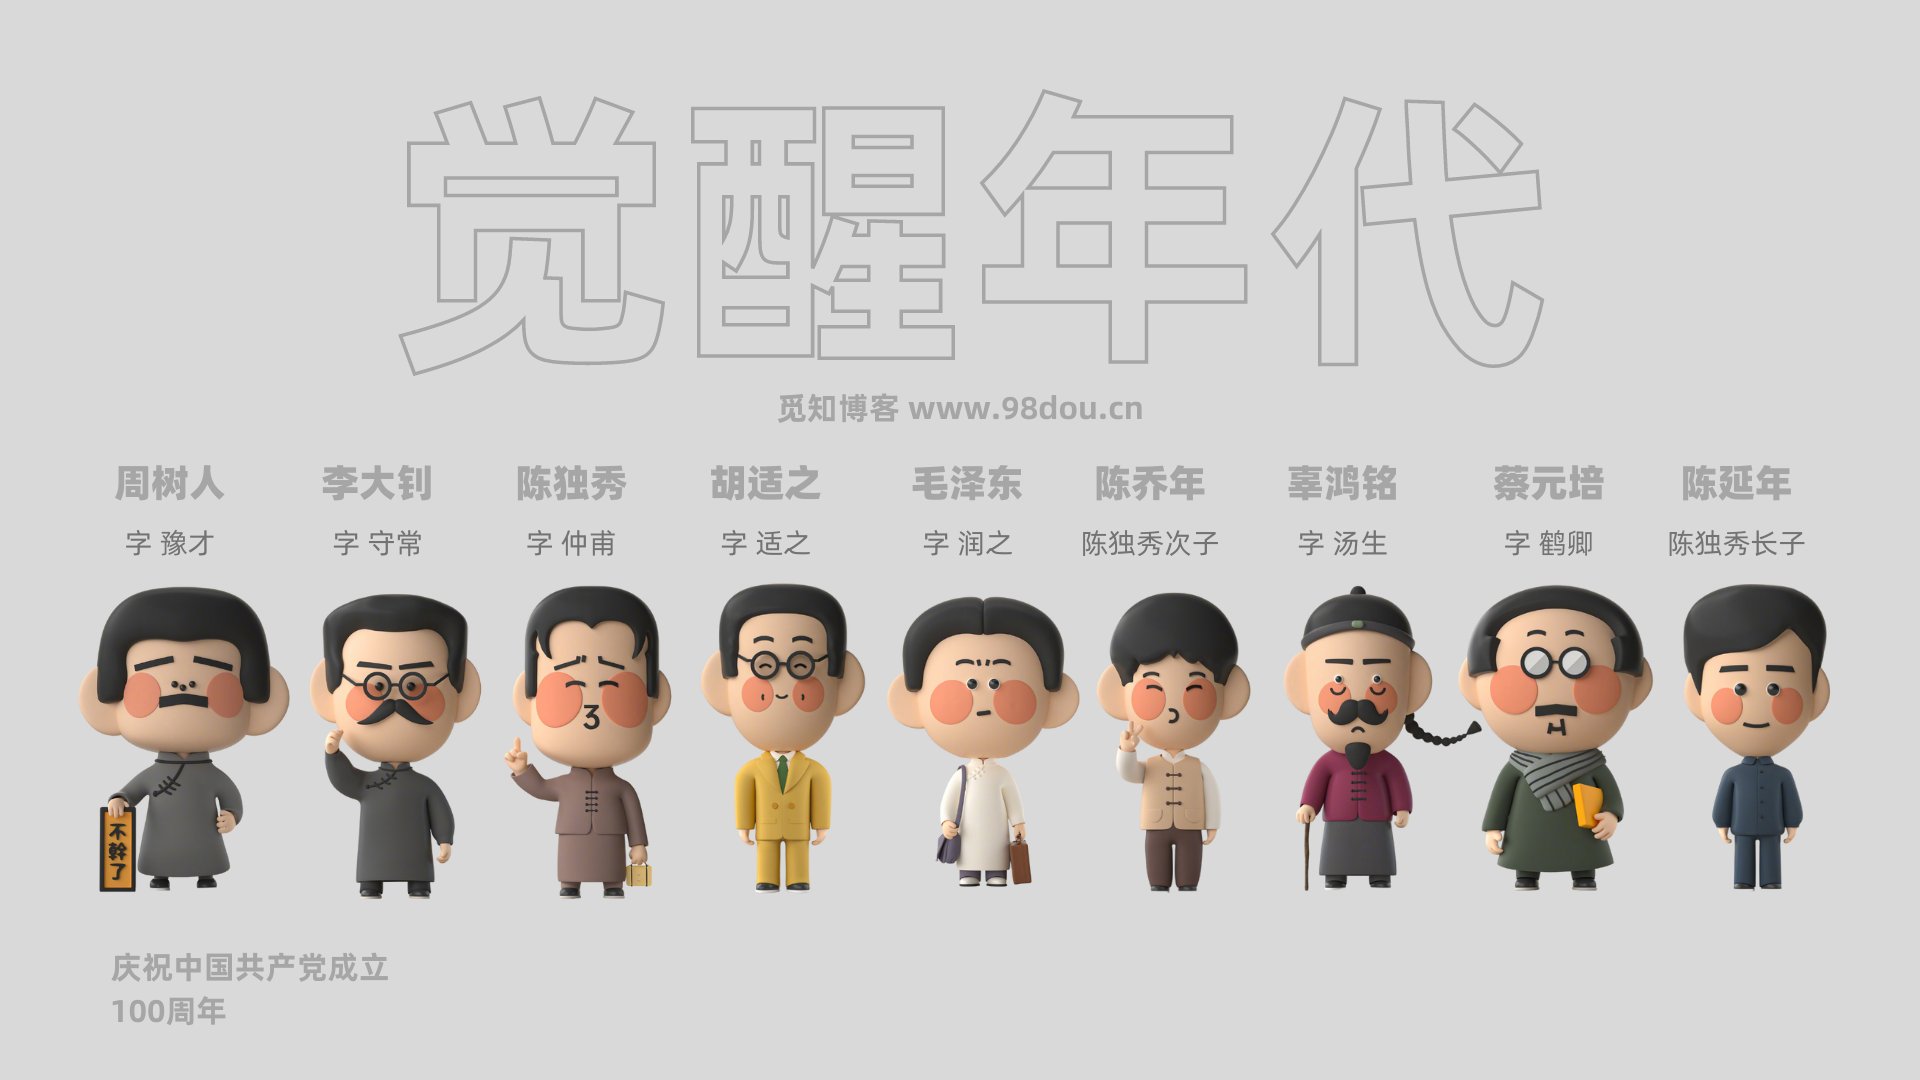 觉醒年代
觅知博客 www.98dou.cn
周树人 李大钊 陈独秀 胡适之 毛泽东 陈乔年 辜鸿铭 蔡元培 陈延年
字 豫才 字 守常 字 仲甫 字 适之 字 润之 陈独秀次子 字 汤生 字 鹤卿 陈独秀长子
不幹了
庆祝中国共产党成立
100周年